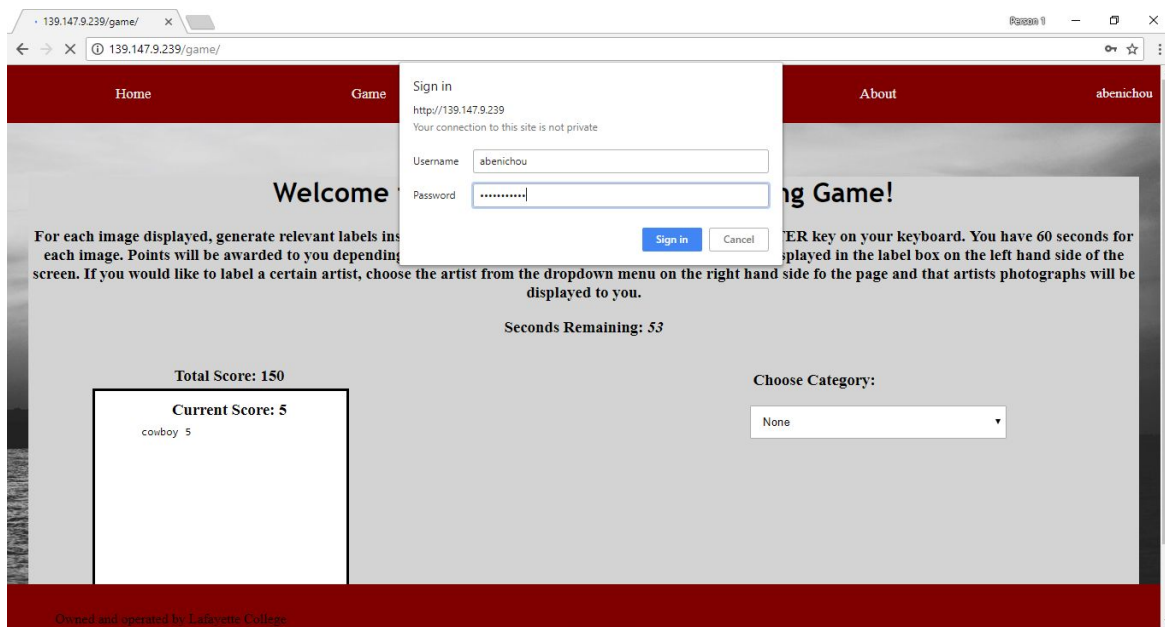 139.147.9.239/game/
Person 1
139.147.9.239/game/
Home
Game
About
abenichou
Sign in
http://139.147.9.239
Your connection to this site is not private
Username abenichou
Password •••••••••••
Sign in Cancel
Welcome
ng Game!
For each image displayed, generate relevant labels ins
TER key on your keyboard. You have 60 seconds for
each image. Points will be awarded to you depending
splayed in the label box on the left hand side of the
screen. If you would like to label a certain artist, choose the artist from the dropdown menu on the right hand side fo the page and that artists photographs will be
displayed to you.
Seconds Remaining: 53
Total Score: 150
Choose Category:
Current Score: 5
None
cowboy 5
Owned and operated by Lafayette College